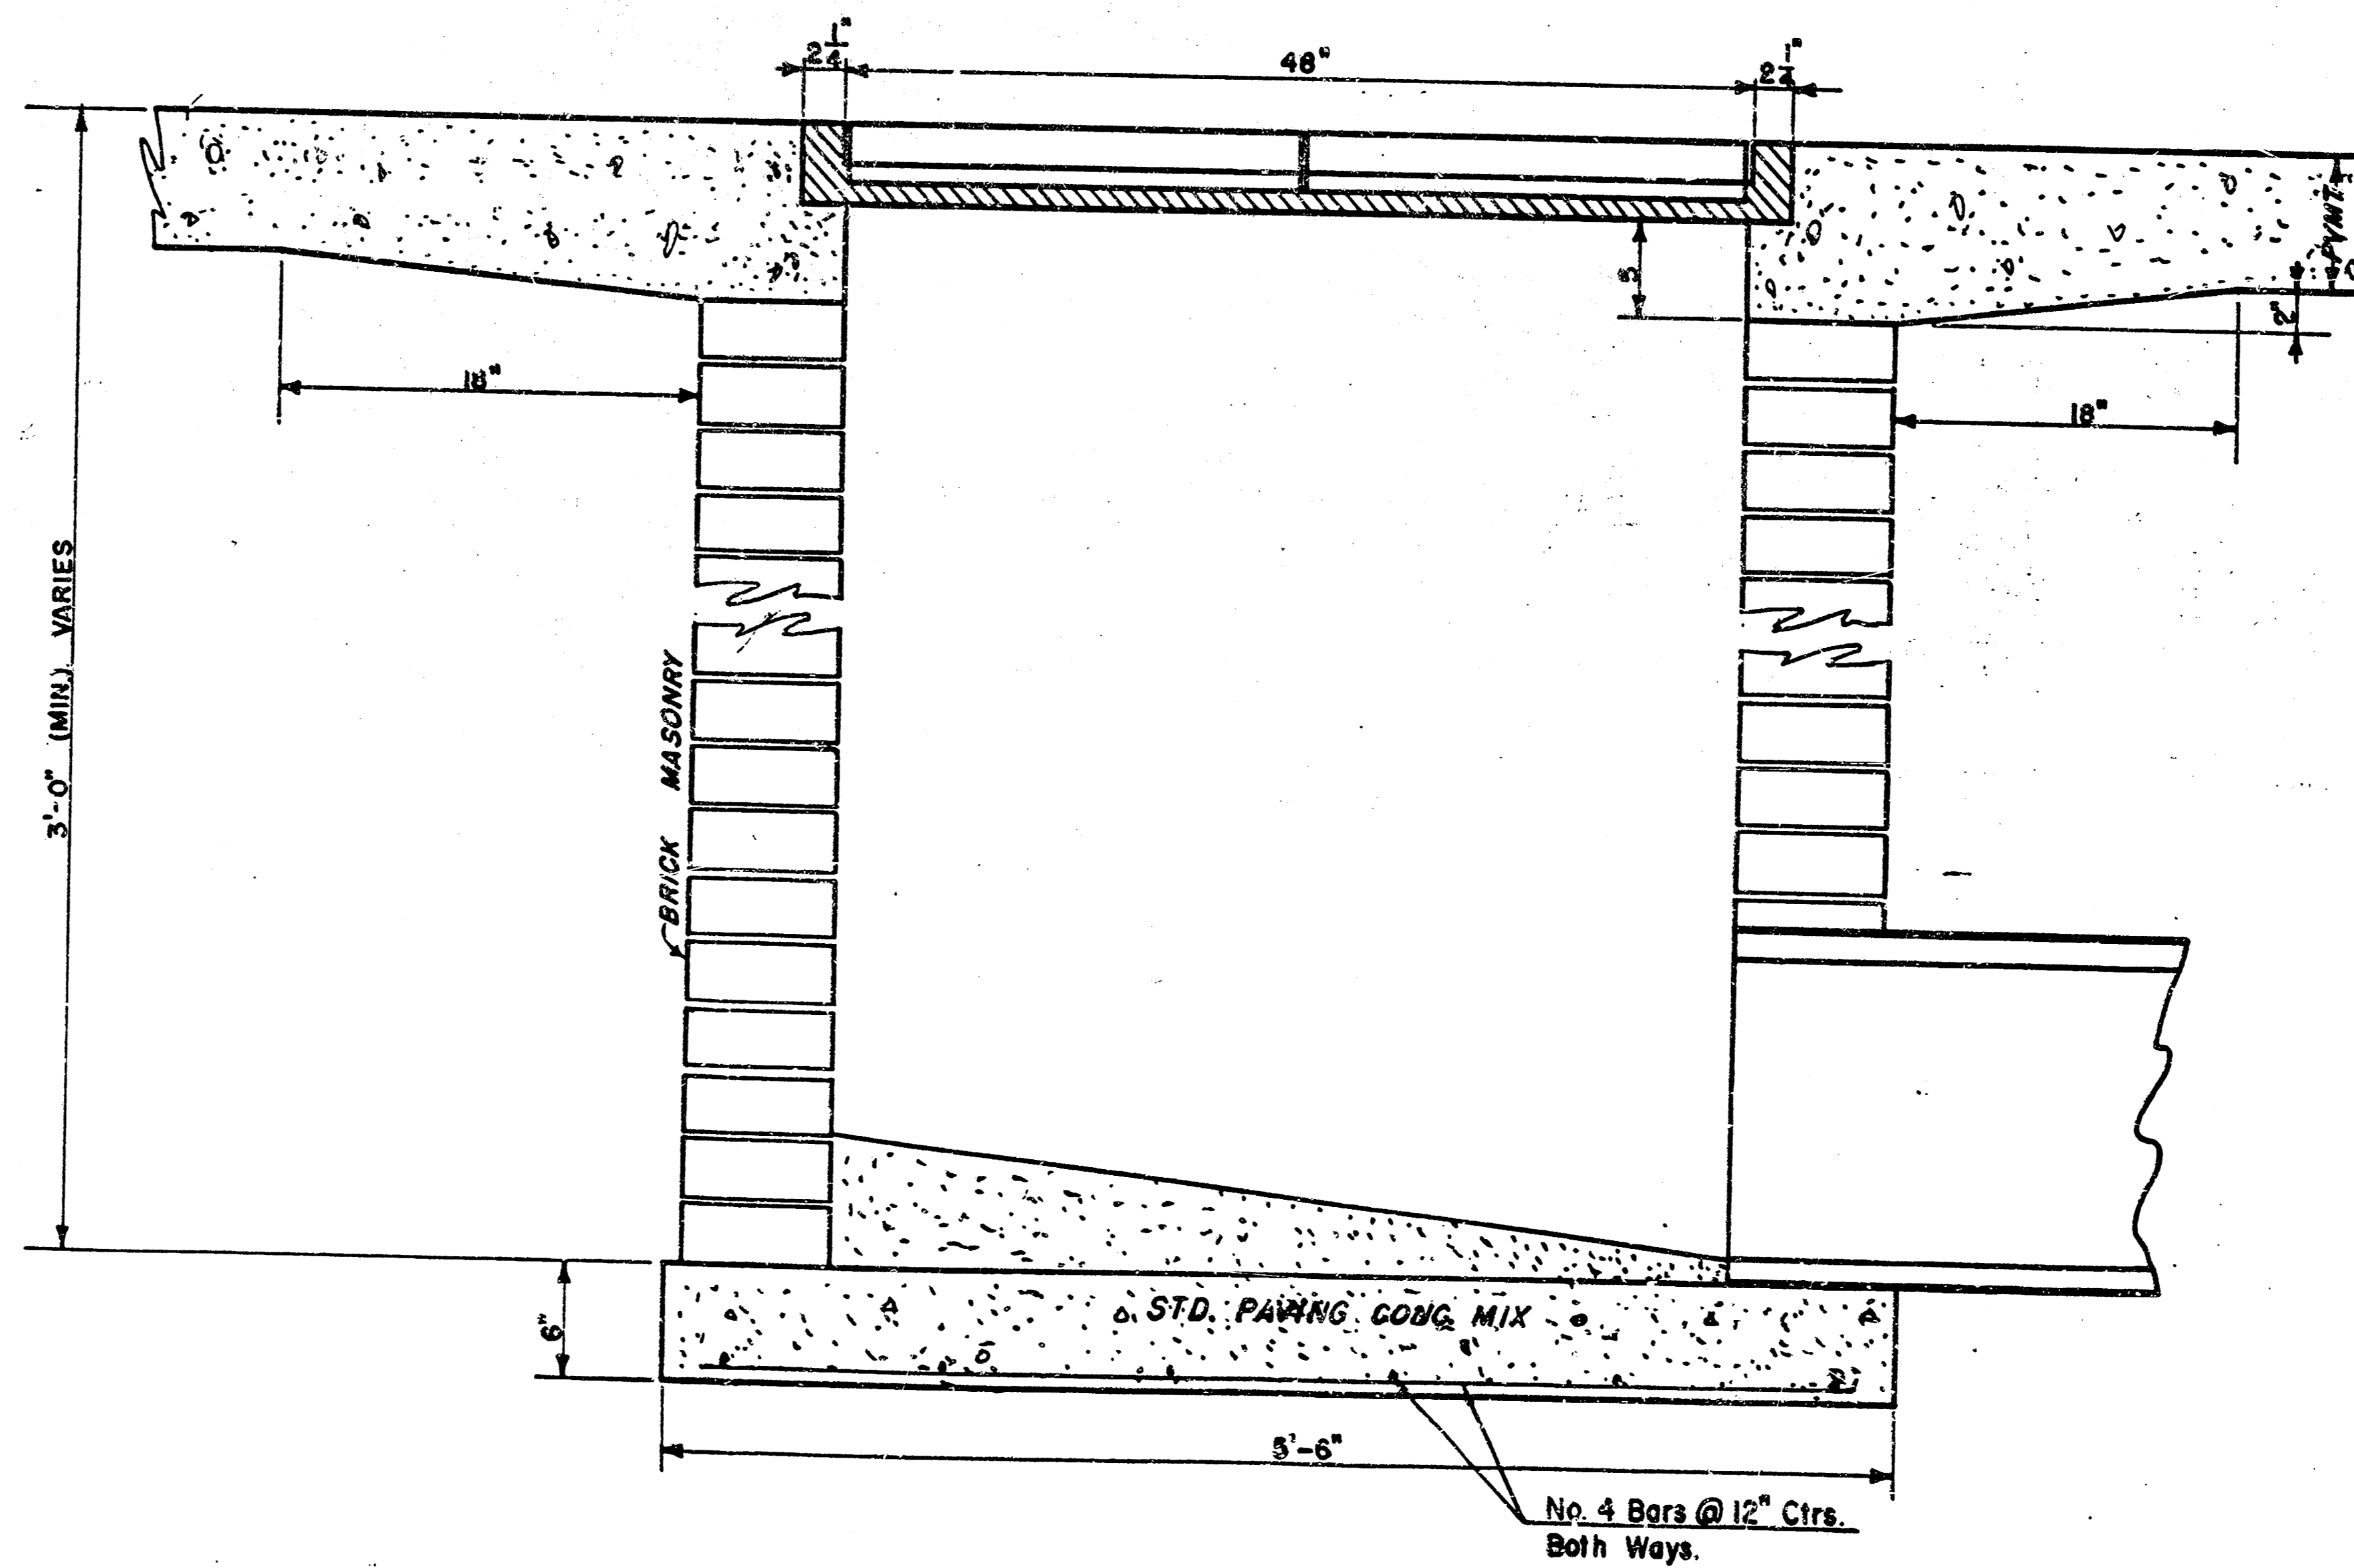 2 1/4"
48"
2 1/4"
PVM'T.
5
2"
18"
18"
3'-0" (MIN.) VARIES
BRICK MASONRY
6"
STD. PAVING CONC. MIX
5'-6"
No. 4 Bars @ 12" Ctrs.
Both Ways.